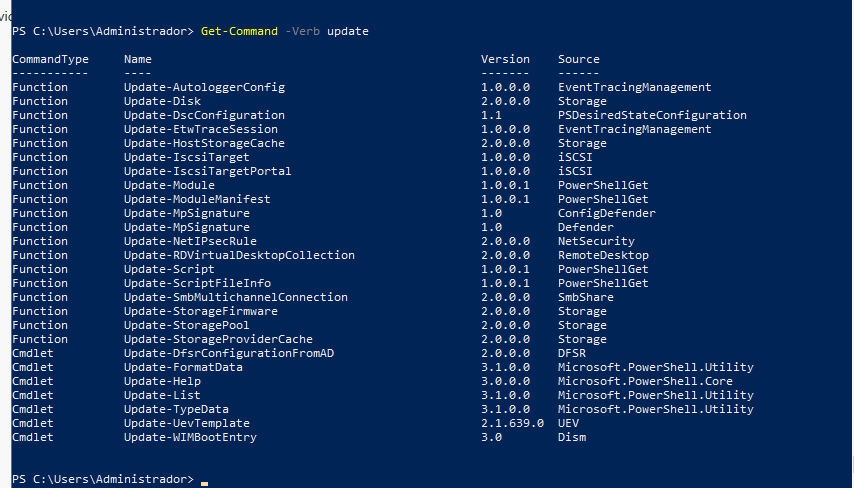 vic
PS C:\Users\Administrador> Get-Command -Verb update
CommandType Name Version Source
----------- ---- ------- ------
Function Update-AutologgerConfig 1.0.0.0 EventTracingManagement
Function Update-Disk 2.0.0.0 Storage
Function Update-DscConfiguration 1.1 PSDesiredStateConfiguration
Function Update-EtwTraceSession 1.0.0.0 EventTracingManagement
Function Update-HostStorageCache 2.0.0.0 Storage
Function Update-IscsiTarget 1.0.0.0 iSCSI
Function Update-IscsiTargetPortal 1.0.0.0 iSCSI
Function Update-Module 1.0.0.1 PowerShellGet
Function Update-ModuleManifest 1.0.0.1 PowerShellGet
Function Update-MpSignature 1.0 ConfigDefender
Function Update-MpSignature 1.0 Defender
Function Update-NetIPsecRule 2.0.0.0 NetSecurity
Function Update-RDVirtualDesktopCollection 2.0.0.0 RemoteDesktop
Function Update-Script 1.0.0.1 PowerShellGet
Function Update-ScriptFileInfo 1.0.0.1 PowerShellGet
Function Update-SmbMultichannelConnection 2.0.0.0 SmbShare
Function Update-StorageFirmware 2.0.0.0 Storage
Function Update-StoragePool 2.0.0.0 Storage
Function Update-StorageProviderCache 2.0.0.0 Storage
Cmdlet Update-DfsrConfigurationFromAD 2.0.0.0 DFSR
Cmdlet Update-FormatData 3.1.0.0 Microsoft.PowerShell.Utility
Cmdlet Update-Help 3.0.0.0 Microsoft.PowerShell.Core
Cmdlet Update-List 3.1.0.0 Microsoft.PowerShell.Utility
Cmdlet Update-TypeData 3.1.0.0 Microsoft.PowerShell.Utility
Cmdlet Update-UevTemplate 2.1.639.0 UEV
Cmdlet Update-WIMBootEntry 3.0 Dism
PS C:\Users\Administrador>